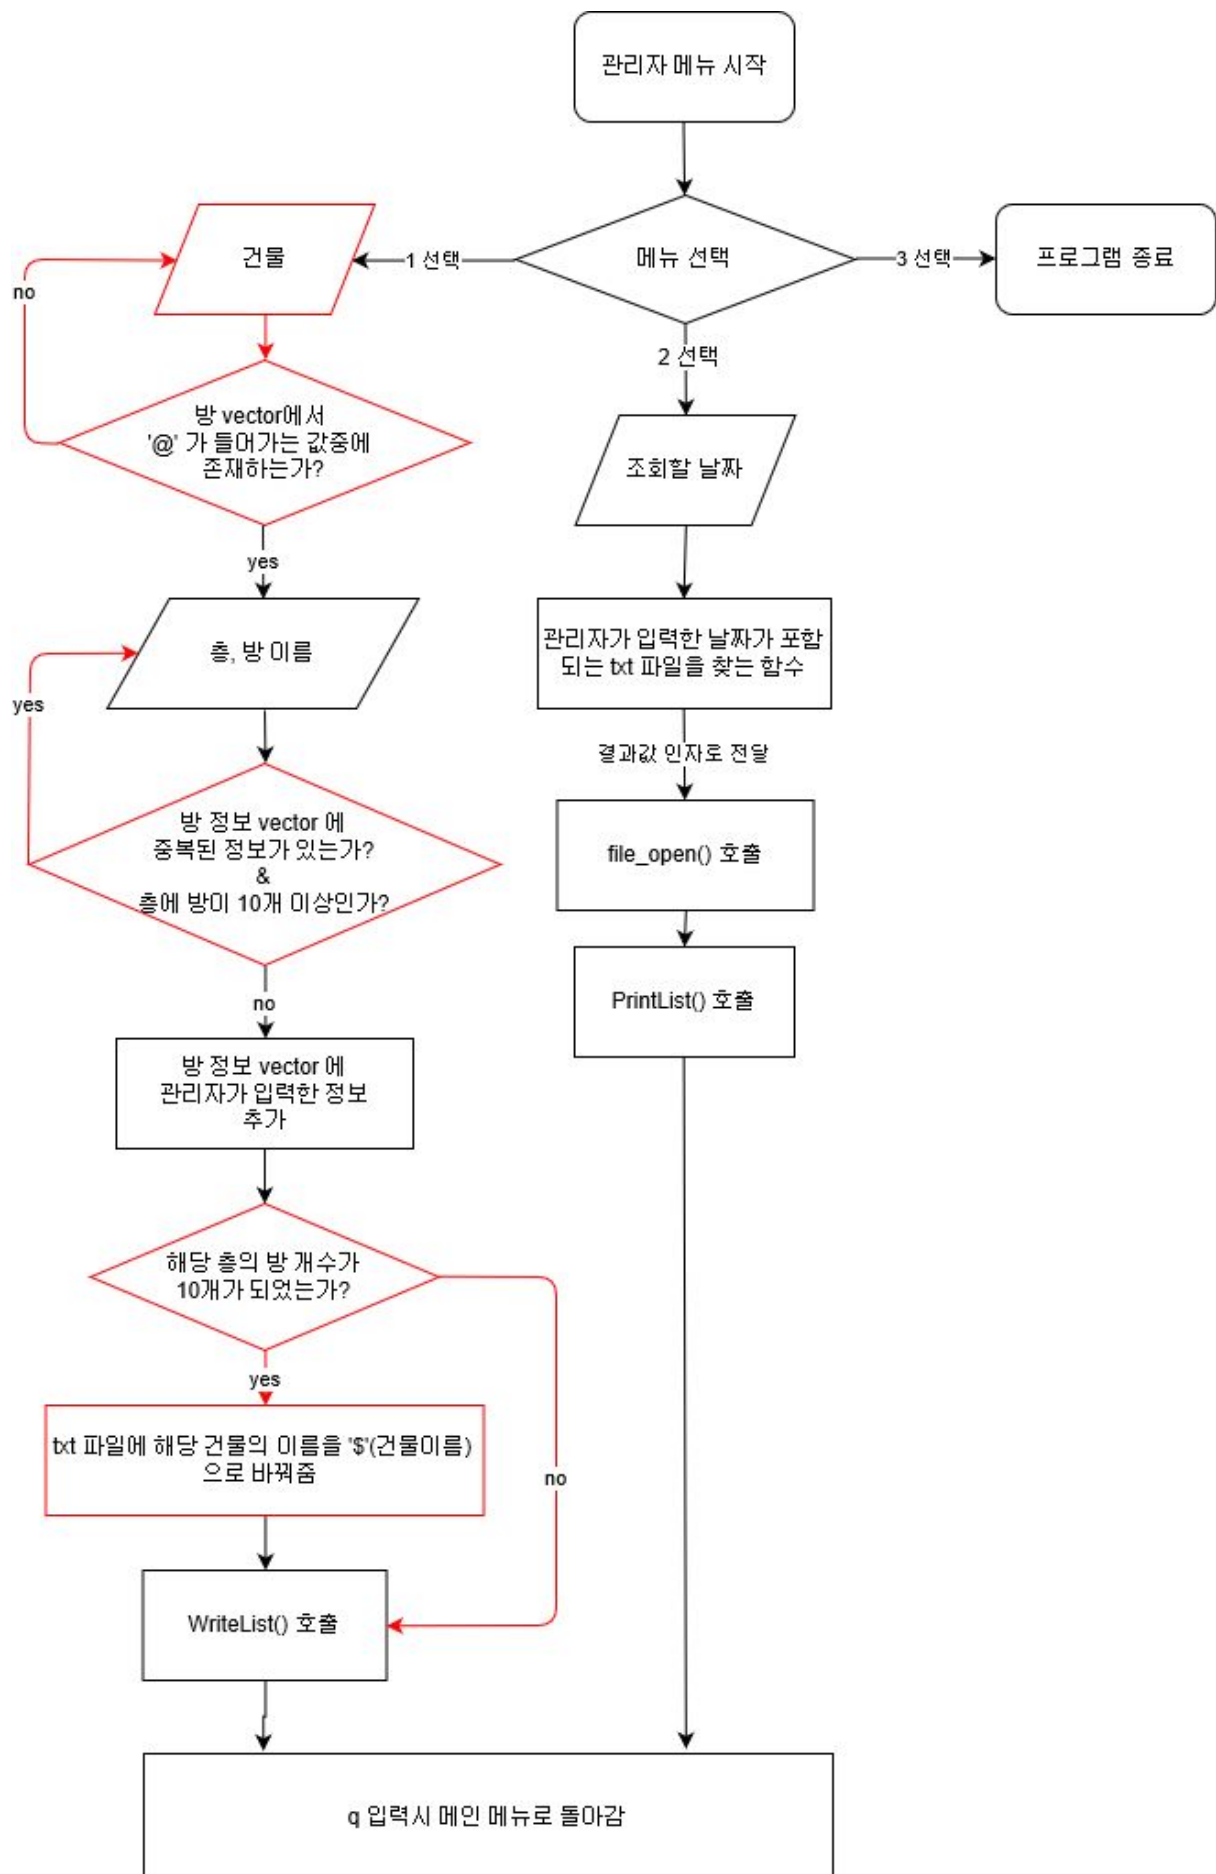 관리자 메뉴 시작
메뉴 선택
1 선택
3 선택
프로그램 종료
2 선택
건물
no
방 vector에서
'@' 가 들어가는 값중에
존재하는가?
yes
층, 방 이름
yes
방 정보 vector 에
중복된 정보가 있는가?
&
층에 방이 10개 이상인가?
no
방 정보 vector 에
관리자가 입력한 정보
추가
해당 층의 방 개수가
10개가 되었는가?
yes
no
txt 파일에 해당 건물의 이름을 '$'(건물이름)
으로 바꿔줌
WriteList() 호출
조회할 날짜
관리자가 입력한 날짜가 포함
되는 txt 파일을 찾는 함수
결과값 인자로 전달
file_open() 호출
PrintList() 호출
q 입력시 메인 메뉴로 돌아감